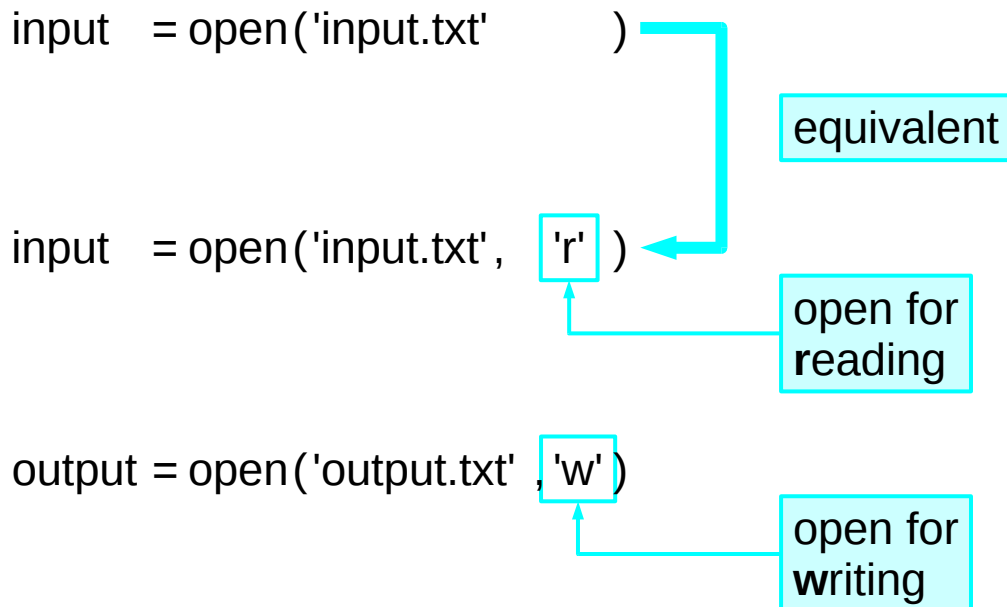 input = open('input.txt' )
equivalent
input = open('input.txt', 'r' )
open for
reading
output = open('output.txt' ,'w')
open for
writing